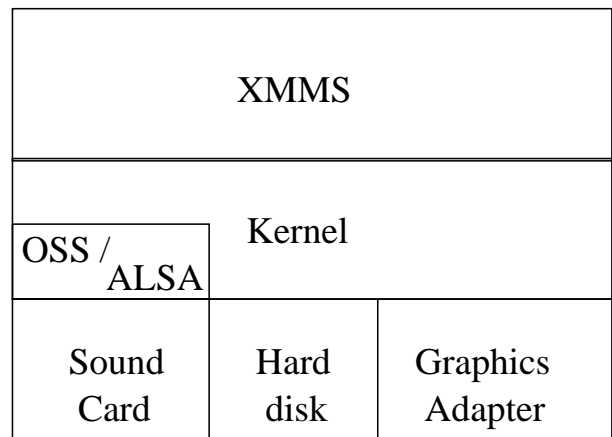 XMMS
Kernel
OSS /
ALSA
Sound
Card
Hard
disk
Graphics
Adapter